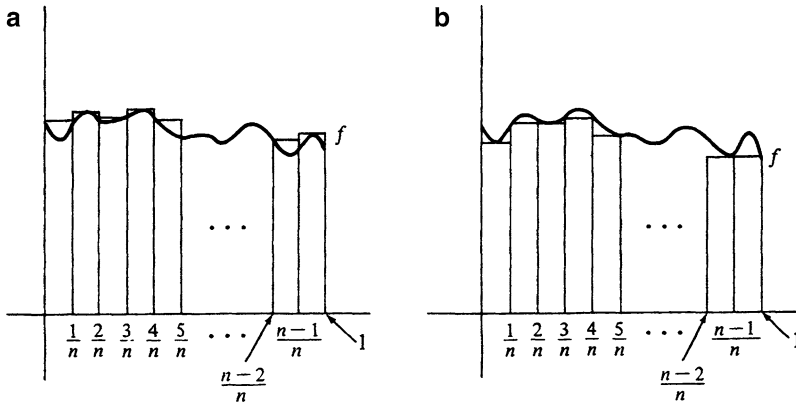 a
f
. . .
1/n 2/n 3/n 4/n 5/n . . . n−1/n 1
n−2/n
b
f
. . .
1/n 2/n 3/n 4/n 5/n . . . n−1/n
n−2/n